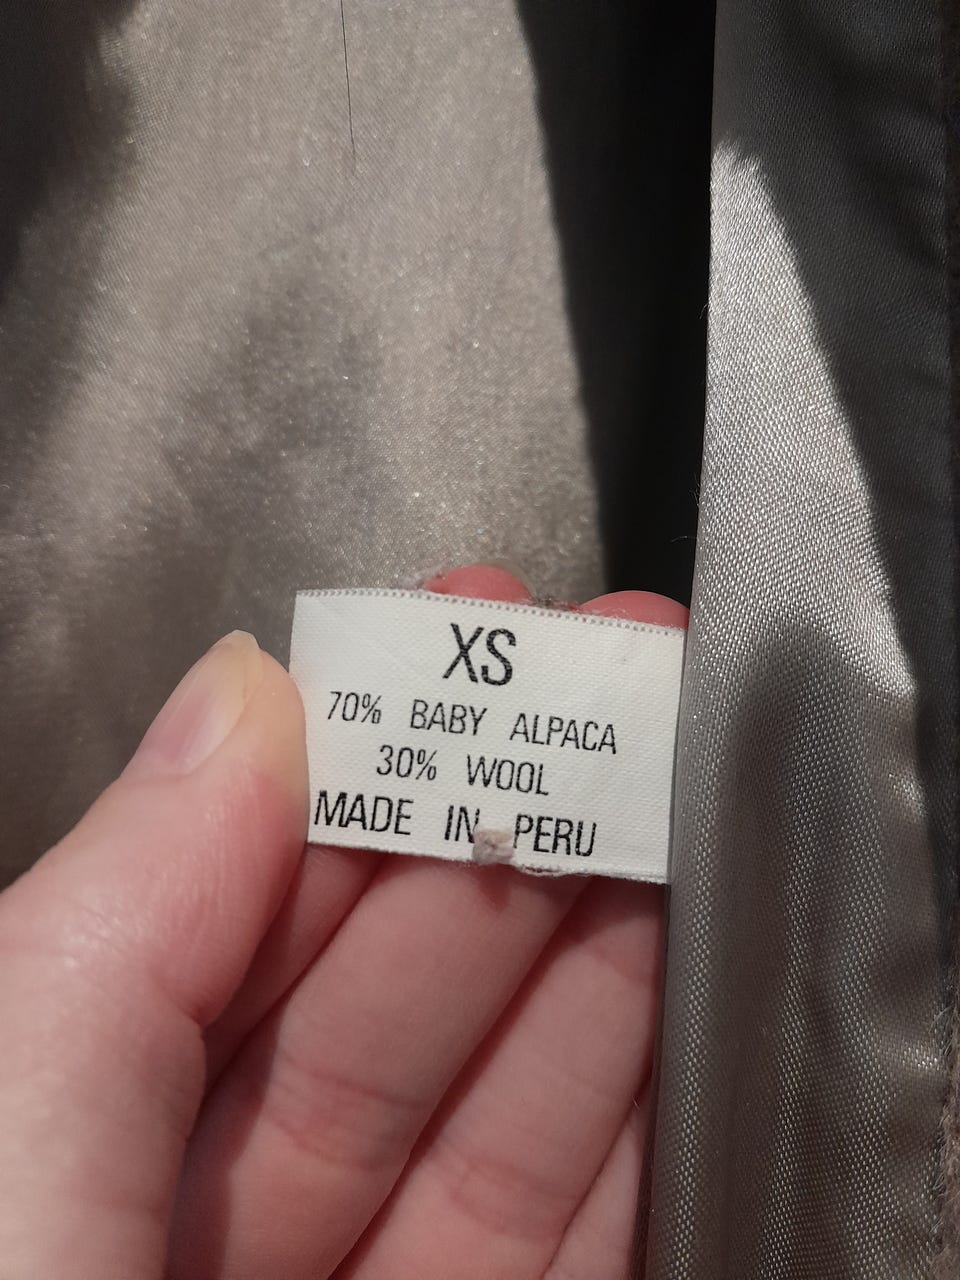 XS
70% BABY ALPACA
30% WOOL
MADE IN PERU